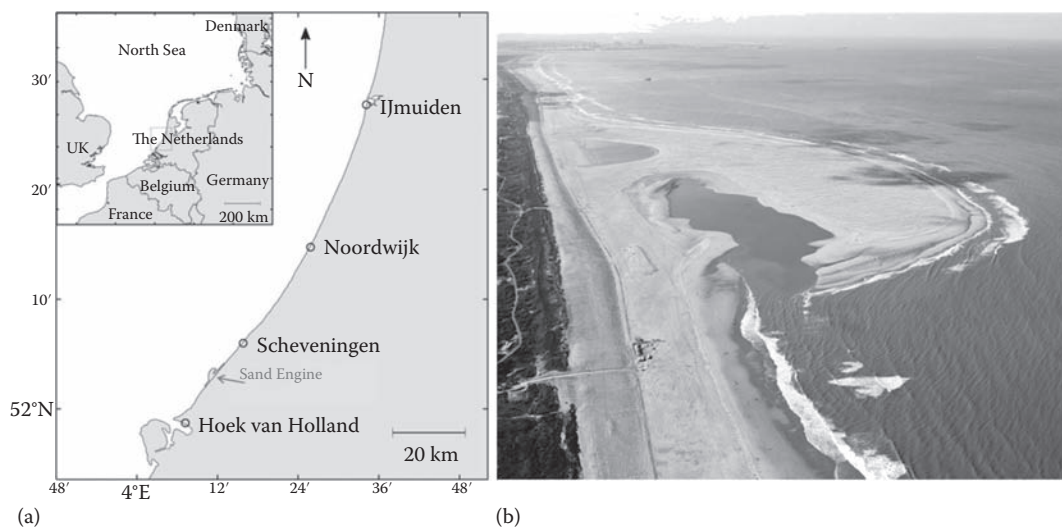 Denmark
North Sea
N
30′
IJmuiden
The Netherlands
UK
Belgium
Germany
France
200 km
20′
Noordwijk
10′
Scheveningen
Sand Engine
52°N
Hoek van Holland
20 km
48′
4°E
12′
24′
36′
48′
(a)
(b)